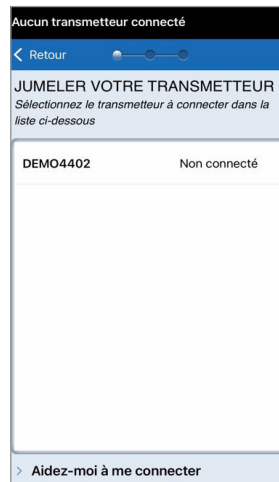 Aucun transmetteur connecté
Retour
JUMELER VOTRE TRANSMETTEUR
Sélectionnez le transmetteur à connecter dans la
liste ci-dessous
DEMO4402 Non connecté
Aidez-moi à me connecter